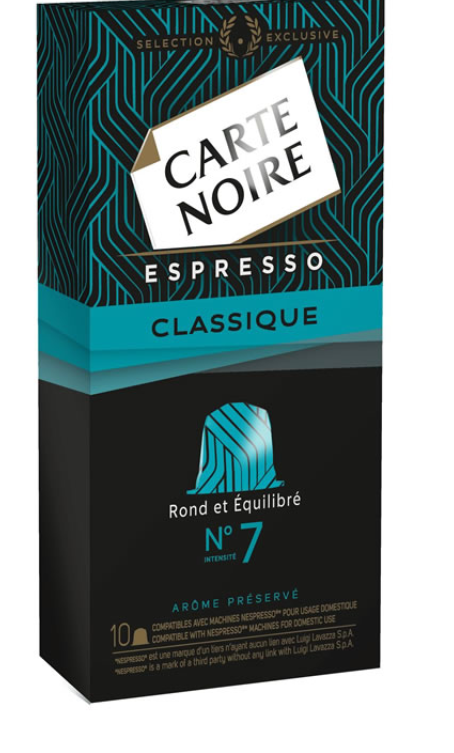 SELECTION EXCLUSIVE
CARTE
NOIRE
ESPRESSO
CLASSIQUE
Rond et Équilibré
Nº 7
INTENSITÉ
ARÔME PRÉSERVÉ
10
COMPATIBLES AVEC MACHINES NESPRESSO** POUR USAGE DOMESTIQUE
COMPATIBLE WITH NESPRESSO** MACHINES FOR DOMESTIC USE
*NESPRESSO* est une marque d'un tiers n'ayant aucun lien avec Luigi Lavazza S.p.A.
*NESPRESSO* is a mark of a third party without any link with Luigi Lavazza S.p.A.